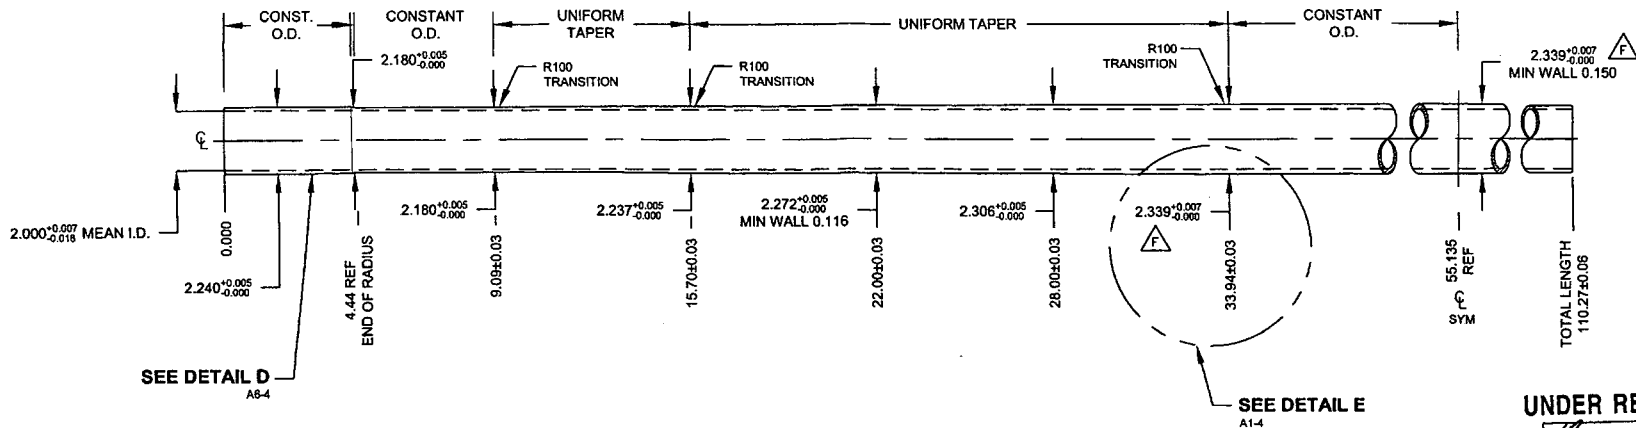 CONST.
O.D.
CONSTANT
O.D.
UNIFORM
TAPER
UNIFORM TAPER
CONSTANT
O.D.
2.180+0.005 -0.000
R100
TRANSITION
R100
TRANSITION
R100
TRANSITION
2.339+0.007 -0.000
F
MIN WALL 0.150
℄
2.000+0.007 -0.018 MEAN I.D.
2.240+0.005 -0.000
2.180+0.005 -0.000
2.237+0.005 -0.000
2.272+0.005 -0.000
MIN WALL 0.116
2.306+0.005 -0.000
2.339+0.007 -0.000
F
0.000
4.44 REF
END OF RADIUS
9.09±0.03
15.70±0.03
22.00±0.03
28.00±0.03
33.94±0.03
55.135
REF
℄
SYM
TOTAL LENGTH
110.27±0.06
SEE DETAIL D
A6-4
SEE DETAIL E
A1-4
UNDER RE